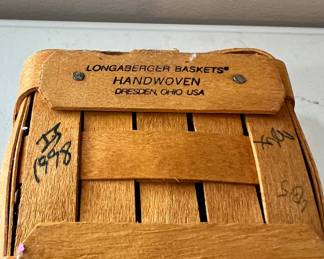 LONGABERGER BASKETS®
HANDWOVEN
DRESDEN, OHIO USA
1998